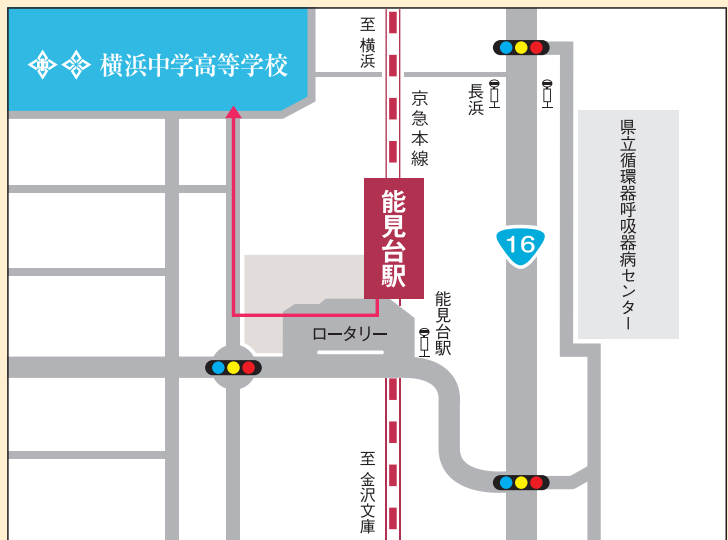 横浜中学高等学校
至 横浜
京急本線
長浜
県立循環器呼吸器病センター
能見台駅
16
能見台駅
ロータリー
至 金沢文庫